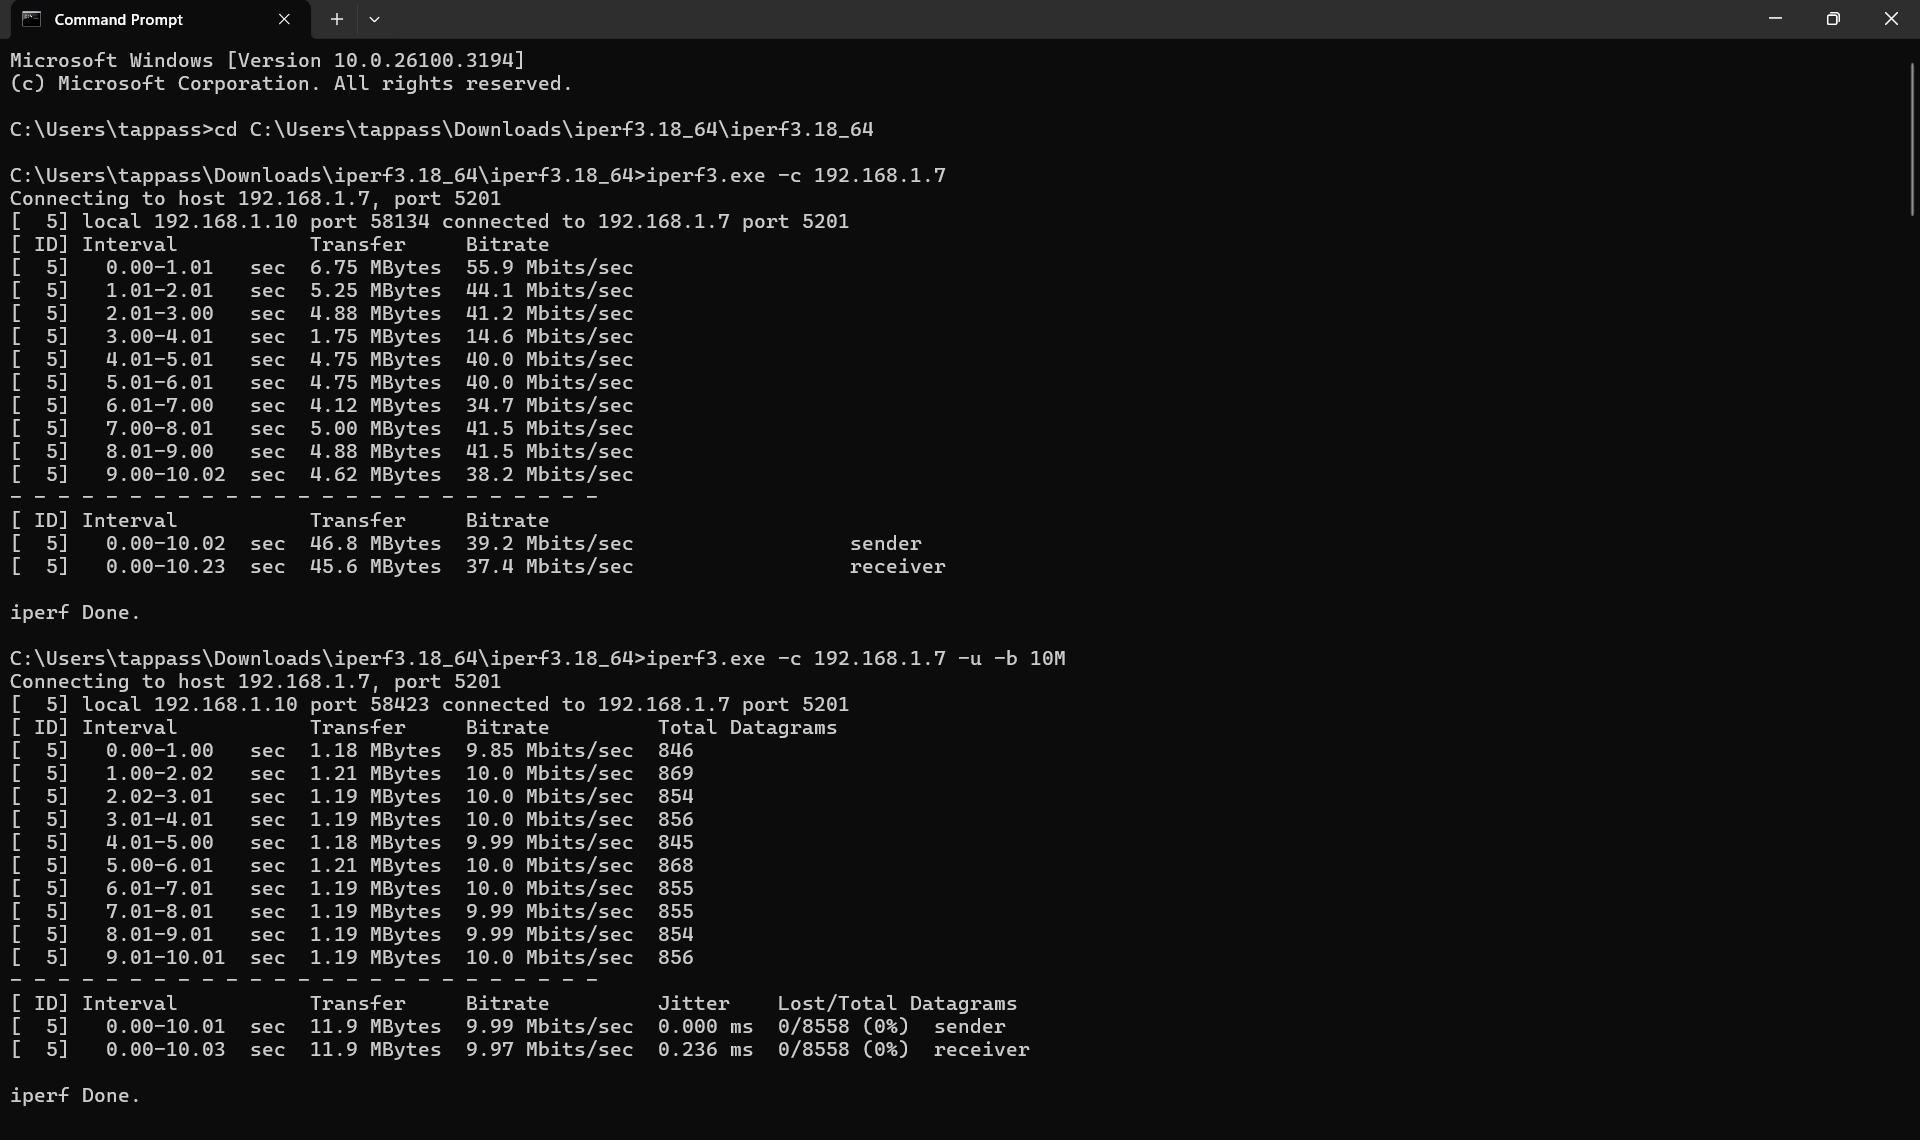 Command Prompt
Microsoft Windows [Version 10.0.26100.3194]
(c) Microsoft Corporation. All rights reserved.
C:\Users\tappass>cd C:\Users\tappass\Downloads\iperf3.18_64\iperf3.18_64
C:\Users\tappass\Downloads\iperf3.18_64\iperf3.18_64>iperf3.exe -c 192.168.1.7
Connecting to host 192.168.1.7, port 5201
[  5] local 192.168.1.10 port 58134 connected to 192.168.1.7 port 5201
[ ID] Interval           Transfer     Bitrate
[  5]   0.00-1.01   sec  6.75 MBytes  55.9 Mbits/sec
[  5]   1.01-2.01   sec  5.25 MBytes  44.1 Mbits/sec
[  5]   2.01-3.00   sec  4.88 MBytes  41.2 Mbits/sec
[  5]   3.00-4.01   sec  1.75 MBytes  14.6 Mbits/sec
[  5]   4.01-5.01   sec  4.75 MBytes  40.0 Mbits/sec
[  5]   5.01-6.01   sec  4.75 MBytes  40.0 Mbits/sec
[  5]   6.01-7.00   sec  4.12 MBytes  34.7 Mbits/sec
[  5]   7.00-8.01   sec  5.00 MBytes  41.5 Mbits/sec
[  5]   8.01-9.00   sec  4.88 MBytes  41.5 Mbits/sec
[  5]   9.00-10.02  sec  4.62 MBytes  38.2 Mbits/sec
- - - - - - - - - - - - - - - - - - - - - - - - -
[ ID] Interval           Transfer     Bitrate
[  5]   0.00-10.02  sec  46.8 MBytes  39.2 Mbits/sec                  sender
[  5]   0.00-10.23  sec  45.6 MBytes  37.4 Mbits/sec                  receiver
iperf Done.
C:\Users\tappass\Downloads\iperf3.18_64\iperf3.18_64>iperf3.exe -c 192.168.1.7 -u -b 10M
Connecting to host 192.168.1.7, port 5201
[  5] local 192.168.1.10 port 58423 connected to 192.168.1.7 port 5201
[ ID] Interval           Transfer     Bitrate         Total Datagrams
[  5]   0.00-1.00   sec  1.18 MBytes  9.85 Mbits/sec  846
[  5]   1.00-2.02   sec  1.21 MBytes  10.0 Mbits/sec  869
[  5]   2.02-3.01   sec  1.19 MBytes  10.0 Mbits/sec  854
[  5]   3.01-4.01   sec  1.19 MBytes  10.0 Mbits/sec  856
[  5]   4.01-5.00   sec  1.18 MBytes  9.99 Mbits/sec  845
[  5]   5.00-6.01   sec  1.21 MBytes  10.0 Mbits/sec  868
[  5]   6.01-7.01   sec  1.19 MBytes  10.0 Mbits/sec  855
[  5]   7.01-8.01   sec  1.19 MBytes  9.99 Mbits/sec  855
[  5]   8.01-9.01   sec  1.19 MBytes  9.99 Mbits/sec  854
[  5]   9.01-10.01  sec  1.19 MBytes  10.0 Mbits/sec  856
- - - - - - - - - - - - - - - - - - - - - - - - -
[ ID] Interval           Transfer     Bitrate         Jitter    Lost/Total Datagrams
[  5]   0.00-10.01  sec  11.9 MBytes  9.99 Mbits/sec  0.000 ms  0/8558 (0%)  sender
[  5]   0.00-10.03  sec  11.9 MBytes  9.97 Mbits/sec  0.236 ms  0/8558 (0%)  receiver
iperf Done.